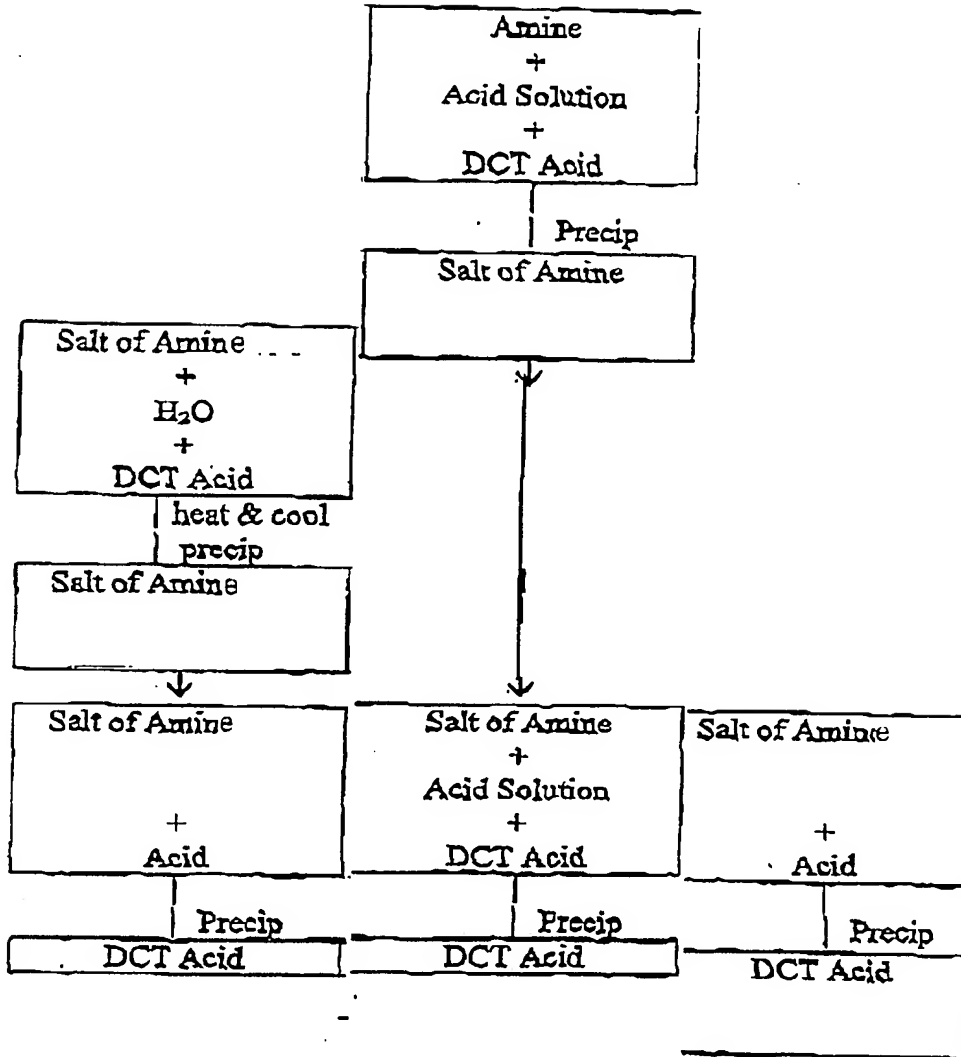 Amine
+
Acid Solution
+
DCT Acid
Precip
Salt of Amine
Salt of Amine
+
H₂O
+
DCT Acid
heat & cool
precip
Salt of Amine
Salt of Amine
+
Acid
Precip
DCT Acid
Salt of Amine
+
Acid Solution
+
DCT Acid
Precip
DCT Acid
Salt of Amine
+
Acid
Precip
DCT Acid